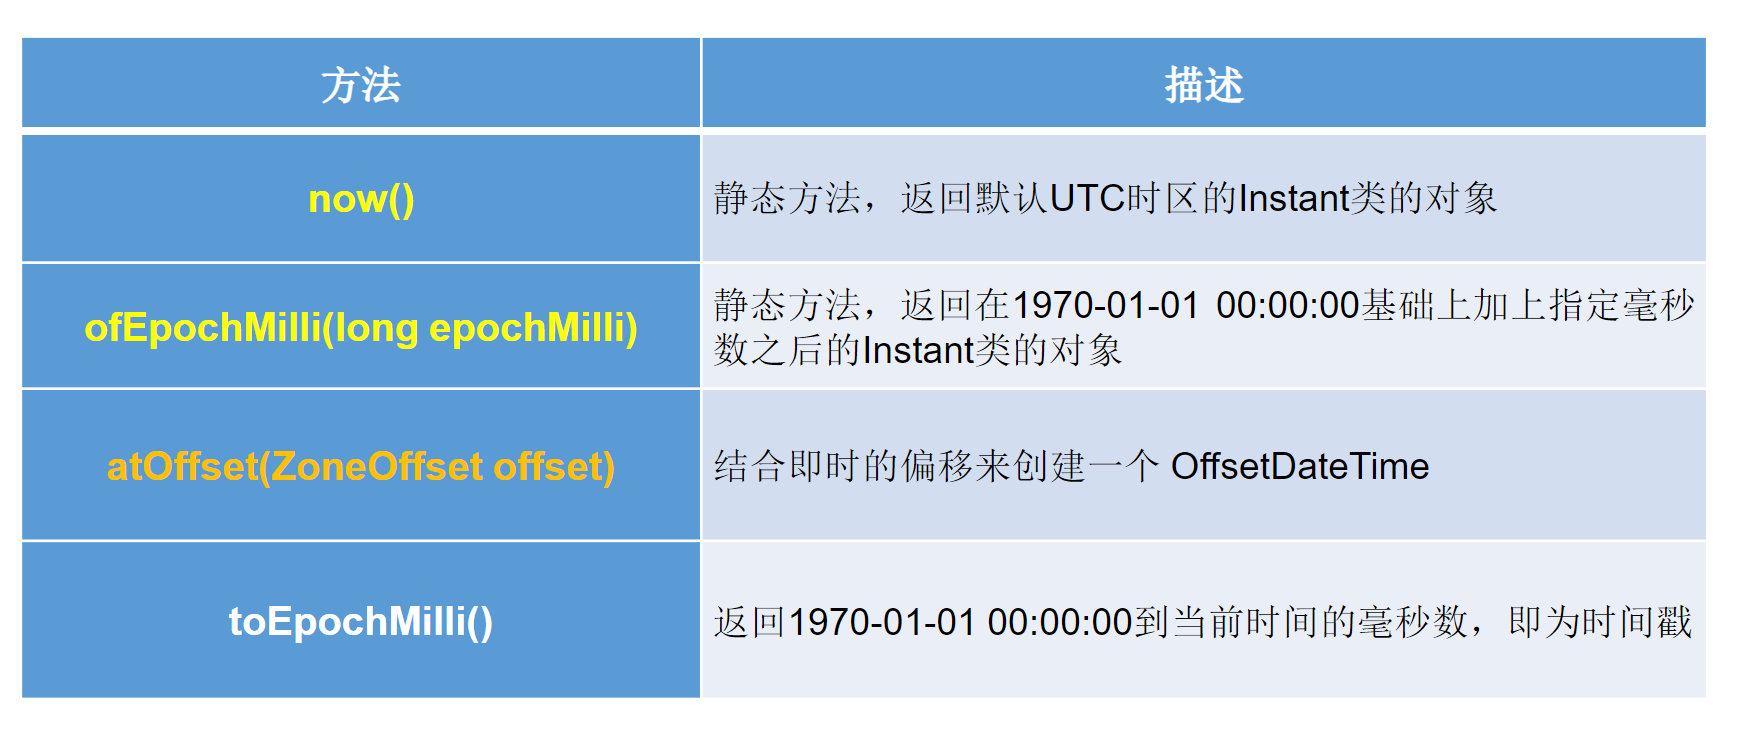 方法
描述
now()
静态方法，返回默认UTC时区的Instant类的对象
ofEpochMilli(long epochMilli)
静态方法，返回在1970-01-01 00:00:00基础上加上指定毫秒
数之后的Instant类的对象
atOffset(ZoneOffset offset)
结合即时的偏移来创建一个 OffsetDateTime
toEpochMilli()
返回1970-01-01 00:00:00到当前时间的毫秒数，即为时间戳